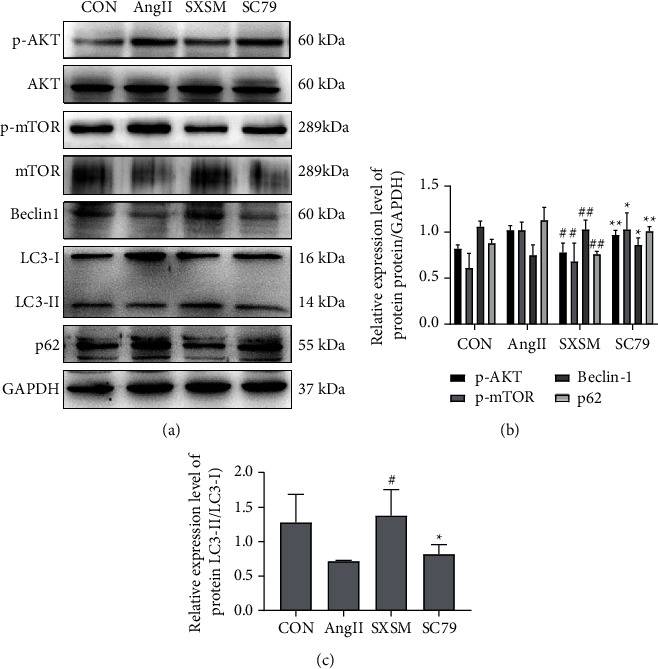 CON AngII SXSM SC79
p-AKT 60 kDa
AKT 60 kDa
p-mTOR 289kDa
mTOR 289kDa
Beclin1 60 kDa
LC3-I 16 kDa
LC3-II 14 kDa
p62 55 kDa
GAPDH 37 kDa
(a)
Relative expression level of
protein protein/GAPDH)
1.5
1.0
0.5
0.0
## ## ## ## ** * * **
CON AngII SXSM SC79
p-AKT Beclin-1
p-mTOR p62
(b)
Relative expression level of
protein LC3-II/LC3-I)
2.0
1.5
1.0
0.5
0.0
# *
CON AngII SXSM SC79
(c)